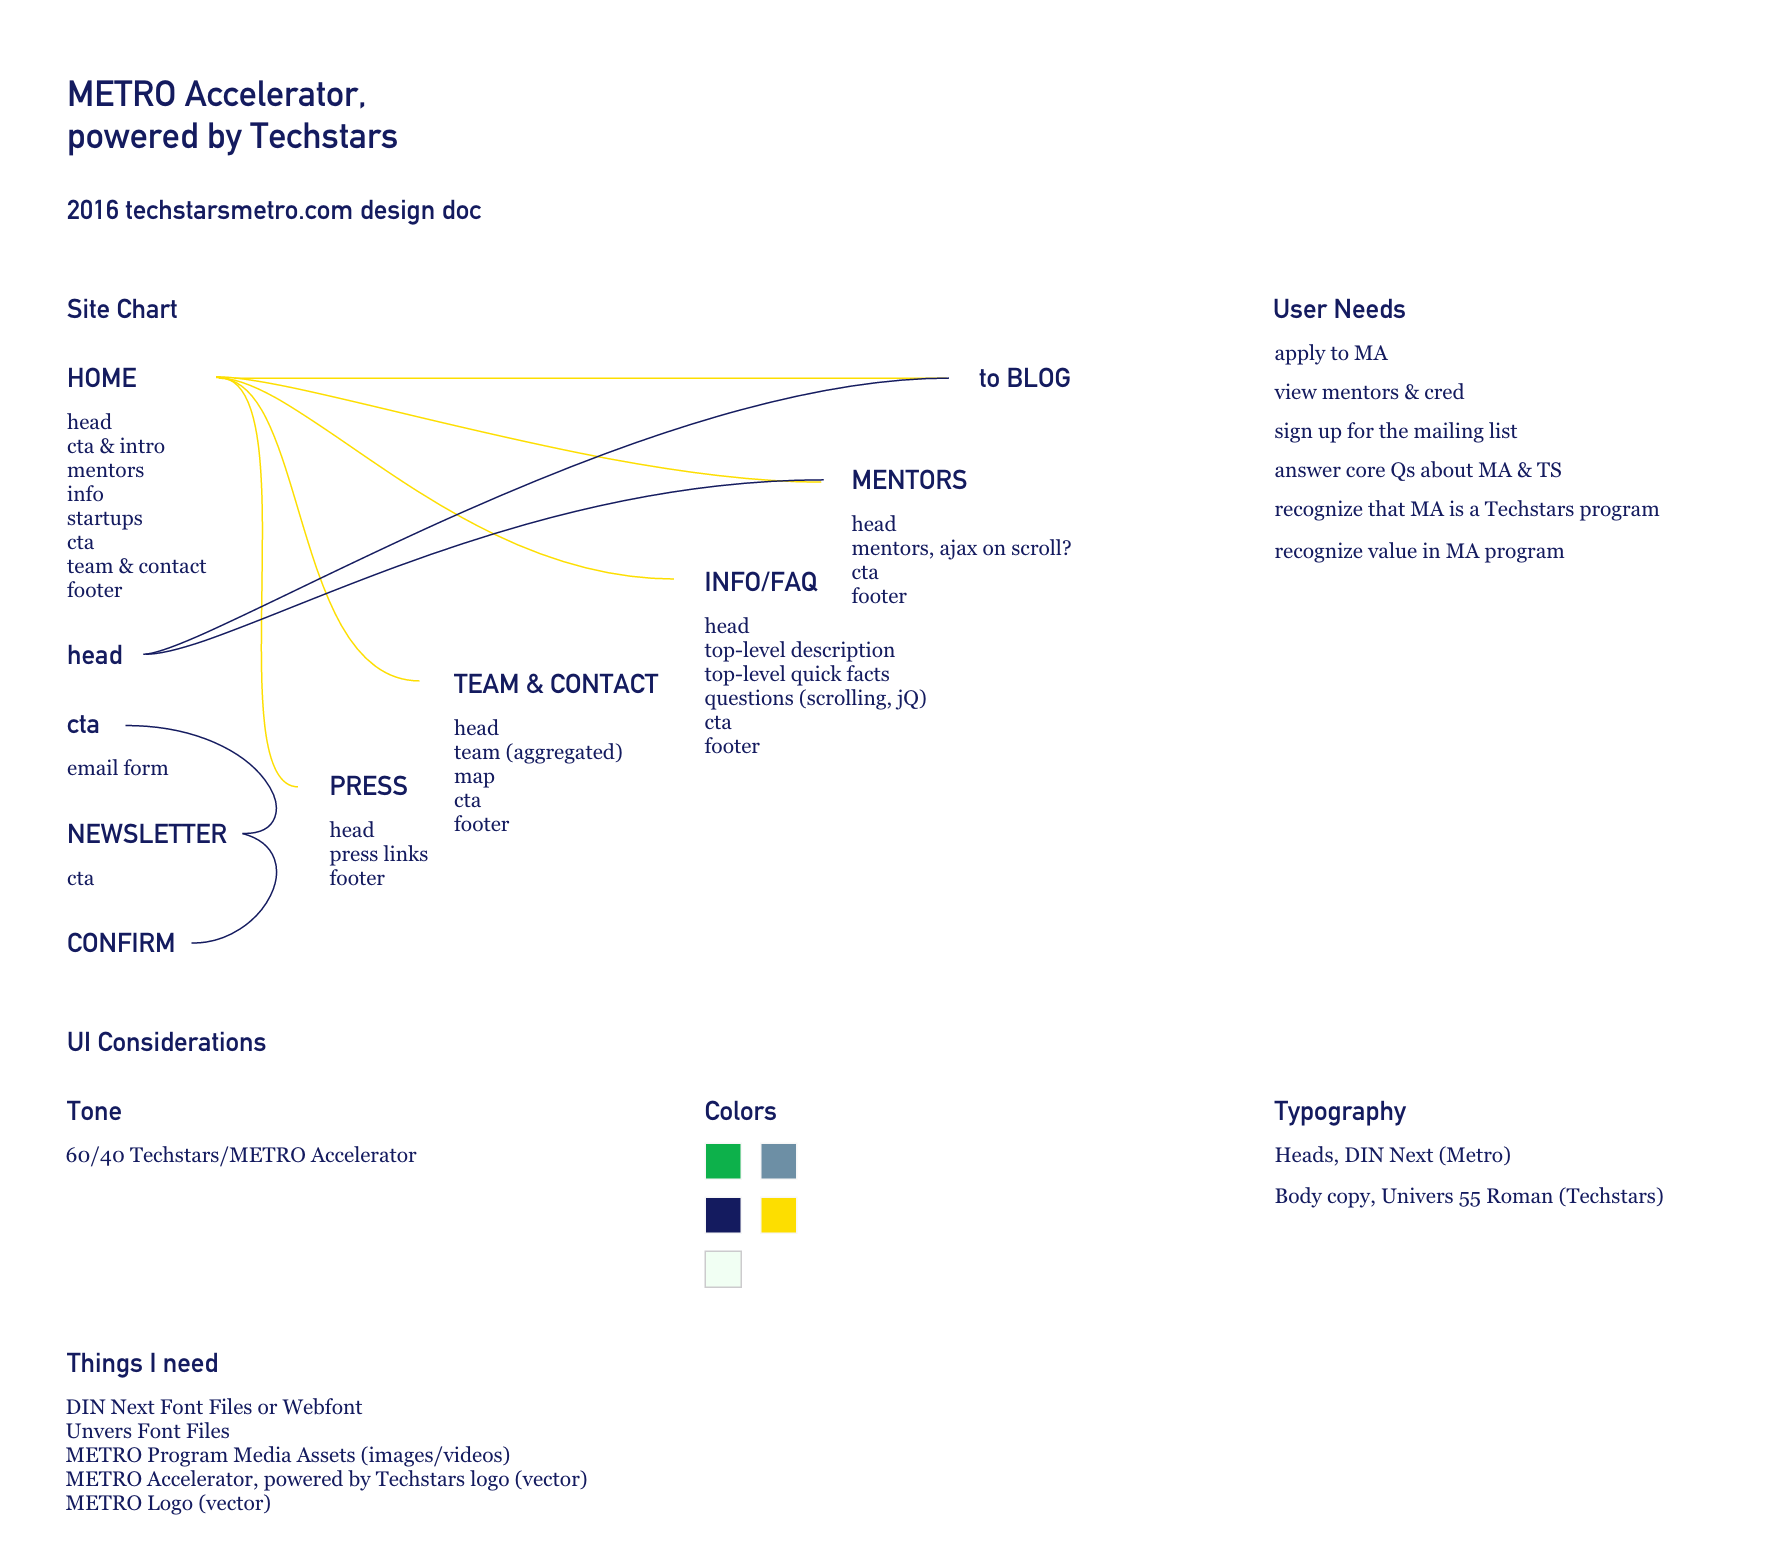 METRO Accelerator,
powered by Techstars
2016 techstarsmetro.com design doc
Site Chart
HOME
head
cta & intro
mentors
info
startups
cta
team & contact
footer
head
cta
email form
NEWSLETTER
cta
CONFIRM
PRESS
head
press links
footer
TEAM & CONTACT
head
team (aggregated)
map
cta
footer
INFO/FAQ
head
top-level description
top-level quick facts
questions (scrolling, jQ)
cta
footer
MENTORS
head
mentors, ajax on scroll?
cta
footer
to BLOG
User Needs
apply to MA
view mentors & cred
sign up for the mailing list
answer core Qs about MA & TS
recognize that MA is a Techstars program
recognize value in MA program
UI Considerations
Tone
60/40 Techstars/METRO Accelerator
Colors
Typography
Heads, DIN Next (Metro)
Body copy, Univers 55 Roman (Techstars)
Things I need
DIN Next Font Files or Webfont
Unvers Font Files
METRO Program Media Assets (images/videos)
METRO Accelerator, powered by Techstars logo (vector)
METRO Logo (vector)